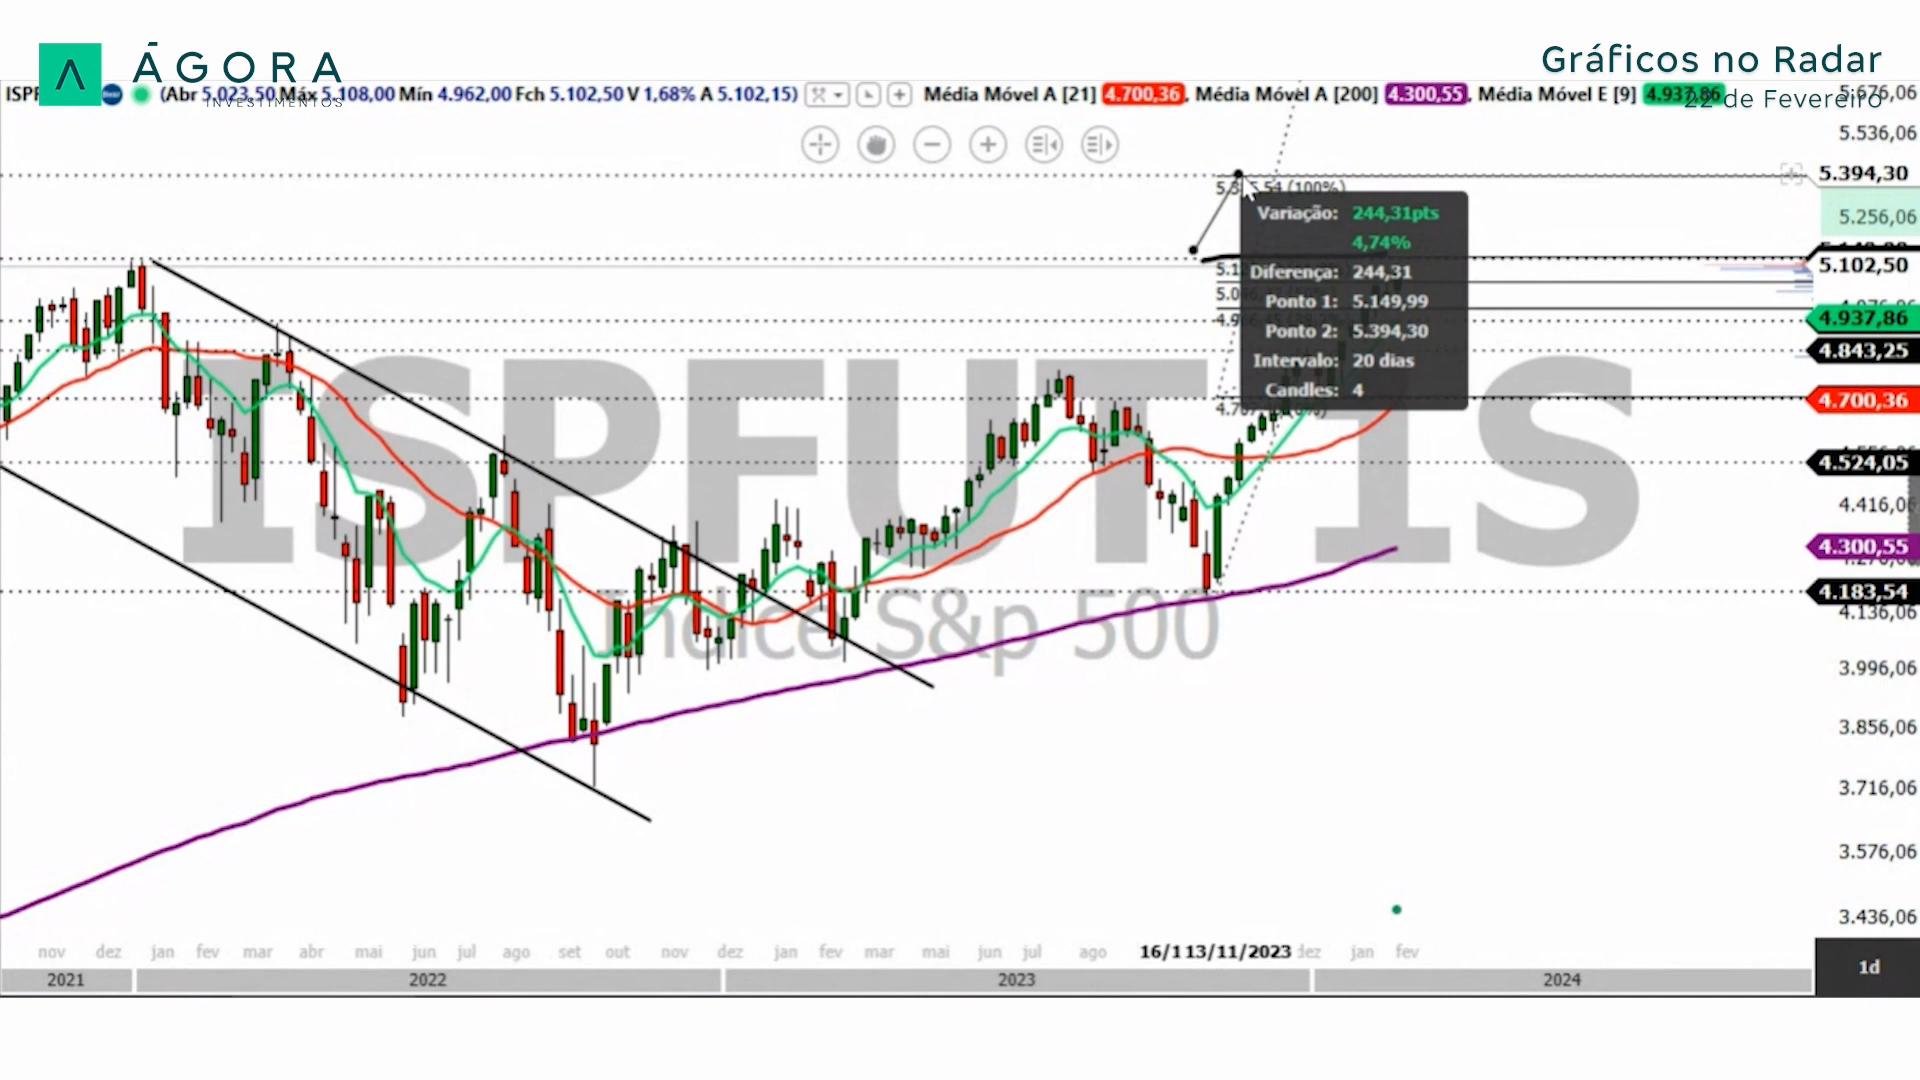 ÁGORA
INVESTIMENTOS
Gráficos no Radar
22 de Fevereiro
(Abr 5.023,50 Máx 5.108,00 Mín 4.962,00 Fch 5.102,50 V 1,68% A 5.102,15)
Média Móvel A [21] 4.700,36, Média Móvel A [200] 4.300,55, Média Móvel E [9] 4.937,86
5.676,06
5.536,06
5.394,30
5.256,06
5.102,50
4.937,86
4.843,25
4.700,36
4.524,05
4.416,06
4.300,55
4.183,54
4.136,06
3.996,06
3.856,06
3.716,06
3.576,06
3.436,06
(100%)
Variação: 244,31pts
4,74%
Diferença: 244,31
Ponto 1: 5.149,99
Ponto 2: 5.394,30
Intervalo: 20 dias
Candles: 4
Índice S&p 500
nov dez jan fev mar abr mai jun jul ago set out nov dez jan fev mar mai jun jul ago 16/1 13/11/2023 dez jan fev
2021 2022 2023 2024
1d